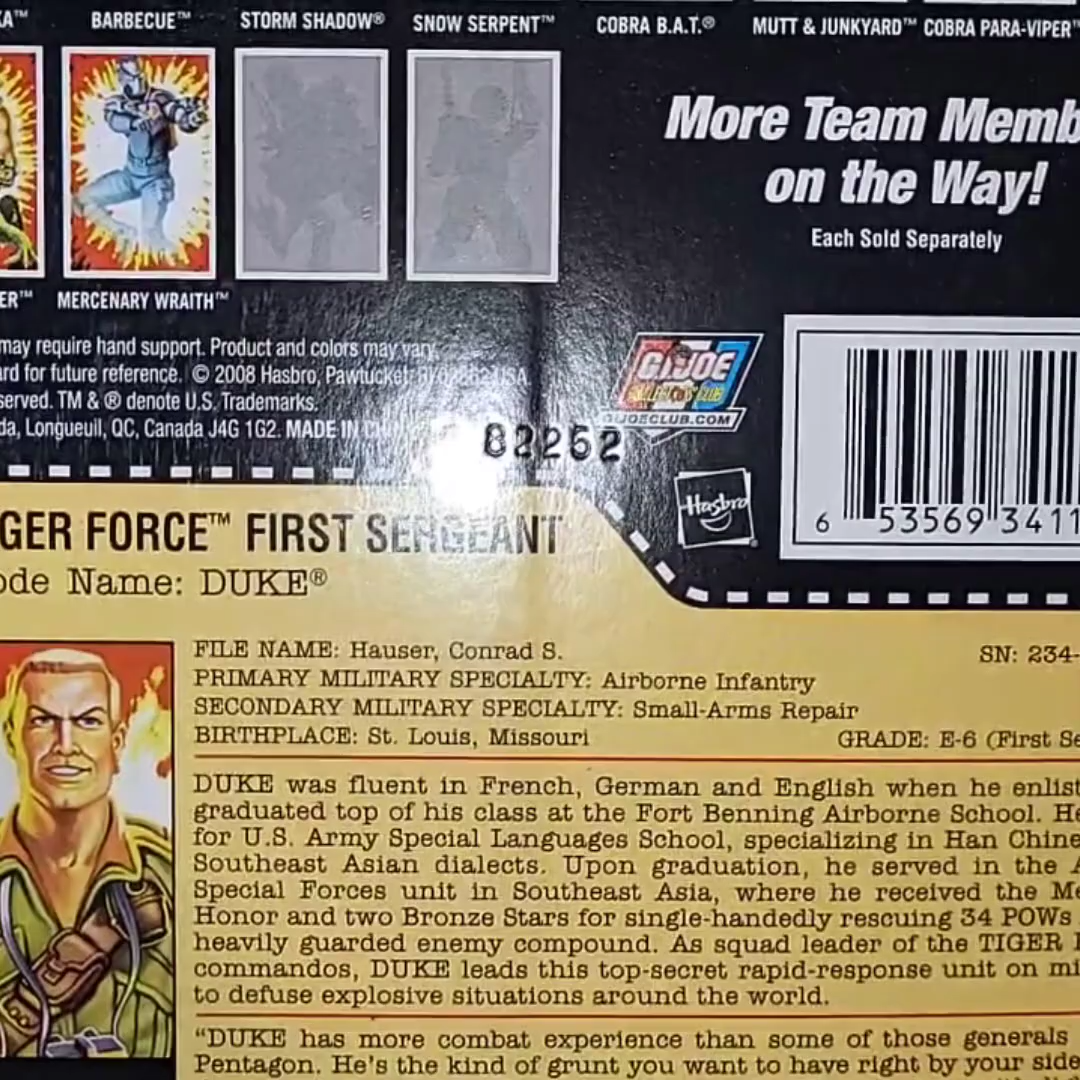 KA™ BARBECUE™ STORM SHADOW® SNOW SERPENT™ COBRA B.A.T.® MUTT & JUNKYARD™ COBRA PARA-VIPER™
More Team Memb
on the Way!
Each Sold Separately
ER™ MERCENARY WRAITH™
may require hand support. Product and colors may vary.
ard for future reference. © 2008 Hasbro, Pawtucket, RI 02862 USA
served. TM & ® denote U.S. Trademarks.
da, Longueuil, QC, Canada J4G 1G2. MADE IN
G.I. JOE
COLLECTORS' CLUB
GIJOECLUB.COM
82252
Hasbro
6 53569 3411
GER FORCE™ FIRST SERGEANT
ode Name: DUKE®
FILE NAME: Hauser, Conrad S.
SN: 234-
PRIMARY MILITARY SPECIALTY: Airborne Infantry
SECONDARY MILITARY SPECIALTY: Small-Arms Repair
BIRTHPLACE: St. Louis, Missouri
GRADE: E-6 (First Se
DUKE was fluent in French, German and English when he enlist
graduated top of his class at the Fort Benning Airborne School. He
for U.S. Army Special Languages School, specializing in Han Chine
Southeast Asian dialects. Upon graduation, he served in the A
Special Forces unit in Southeast Asia, where he received the Me
Honor and two Bronze Stars for single-handedly rescuing 34 POWs
heavily guarded enemy compound. As squad leader of the TIGER
commandos, DUKE leads this top-secret rapid-response unit on mi
to defuse explosive situations around the world.
"DUKE has more combat experience than some of those generals
Pentagon. He's the kind of grunt you want to have right by your side